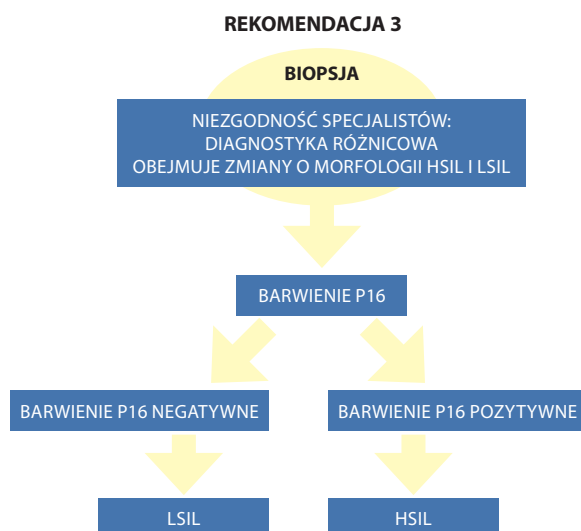 REKOMENDACJA 3
BIOPSJA
NIEZGODNOŚĆ SPECJALISTÓW:
DIAGNOSTYKA RÓŻNICOWA
OBEJMUJE ZMIANY O MORFOLOGII HSIL I LSIL
BARWIENIE P16
BARWIENIE P16 NEGATYWNE
BARWIENIE P16 POZYTYWNE
LSIL
HSIL